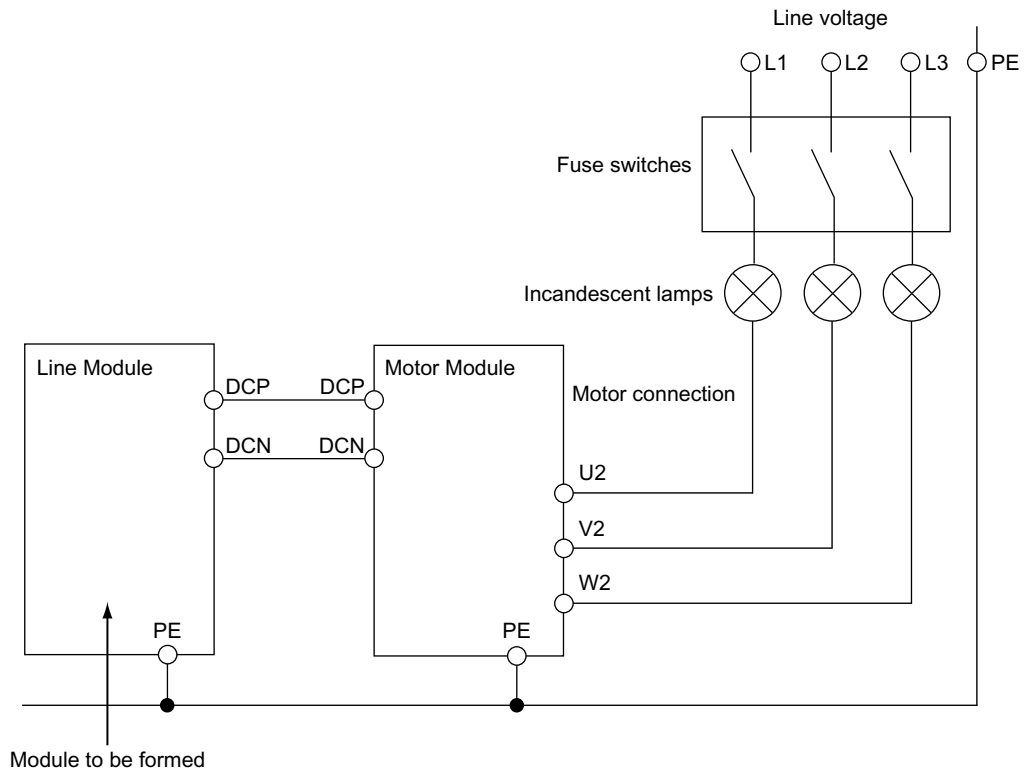 Line voltage
L1
L2
L3
PE
Fuse switches
Incandescent lamps
Line Module
Motor Module
DCP
DCP
Motor connection
DCN
DCN
U2
V2
W2
PE
PE
Module to be formed